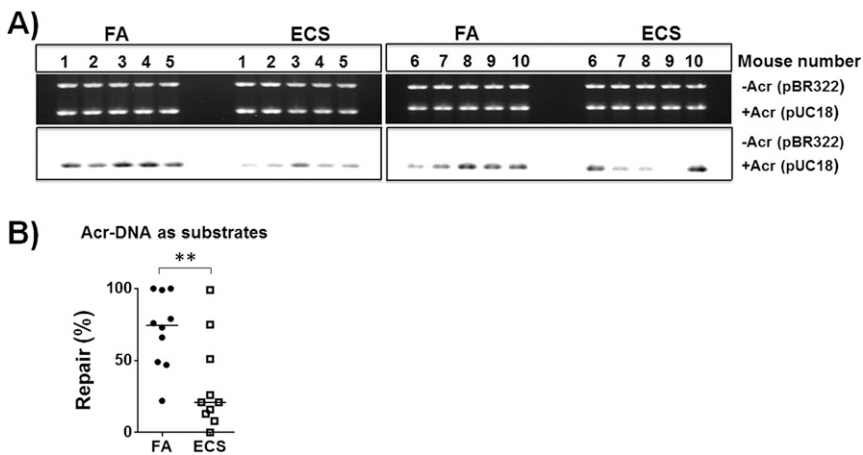 A)
FA ECS FA ECS
1 2 3 4 5 1 2 3 4 5 6 7 8 9 10 6 7 8 9 10 Mouse number
-Acr (pBR322)
+Acr (pUC18)
-Acr (pBR322)
+Acr (pUC18)
B)
Acr-DNA as substrates
**
100
50
0
Repair (%)
FA ECS